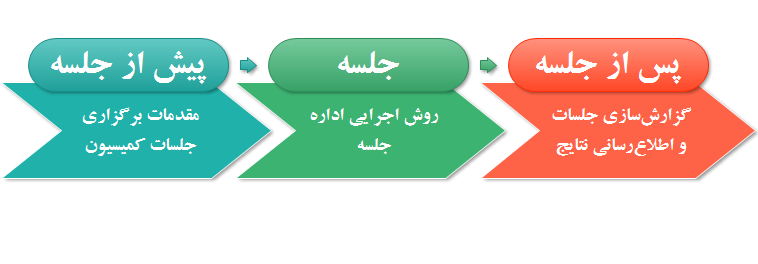 پیش از جلسه
مقدمات برگزاری
جلسات کمیسیون
جلسه
روش اجرایی اداره
جلسه
پس از جلسه
گزارش‌سازی جلسات
و اطلاع‌رسانی نتایج